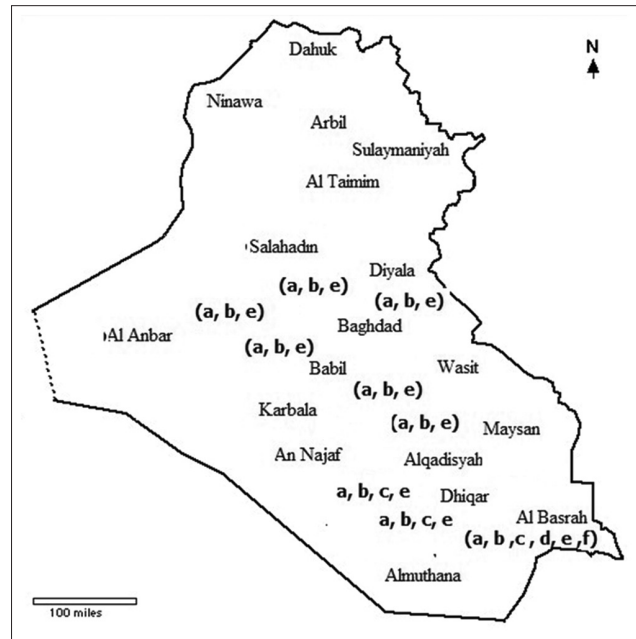 Dahuk
N
Ninawa
Arbil
Sulaymaniyah
Al Taimim
Salahadin
Diyala
(a, b, e)
(a, b, e)
(a, b, e)
Baghdad
Al Anbar
(a, b, e)
Babil
Wasit
(a, b, e)
Karbala
(a, b, e)
Maysan
An Najaf
Alqadisyah
a, b, c, e
Dhiqar
a, b, c, e
Al Basrah
(a, b ,c , d, e ,f)
Almuthana
100 miles